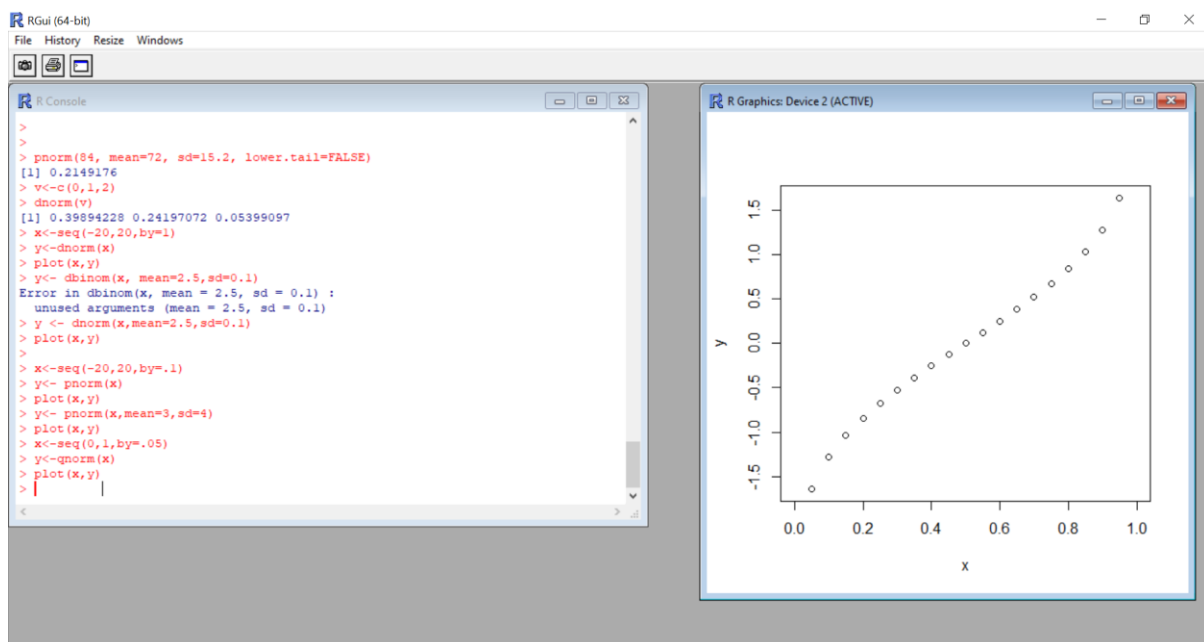 RGui (64-bit)
File History Resize Windows
R Console
>
>
> pnorm(84, mean=72, sd=15.2, lower.tail=FALSE)
[1] 0.2149176
> v<-c(0,1,2)
> dnorm(v)
[1] 0.39894228 0.24197072 0.05399097
> x<-seq(-20,20,by=1)
> y<-dnorm(x)
> plot(x,y)
> y<- dbinom(x, mean=2.5,sd=0.1)
Error in dbinom(x, mean = 2.5, sd = 0.1) :
  unused arguments (mean = 2.5, sd = 0.1)
> y <- dnorm(x,mean=2.5,sd=0.1)
> plot(x,y)
>
> x<-seq(-20,20,by=.1)
> y<- pnorm(x)
> plot(x,y)
> y<- pnorm(x,mean=3,sd=4)
> plot(x,y)
> x<-seq(0,1,by=.05)
> y<-qnorm(x)
> plot(x,y)
>
R Graphics: Device 2 (ACTIVE)
1.5
1.0
0.5
0.0
-0.5
-1.0
-1.5
y
0.0 0.2 0.4 0.6 0.8 1.0
x